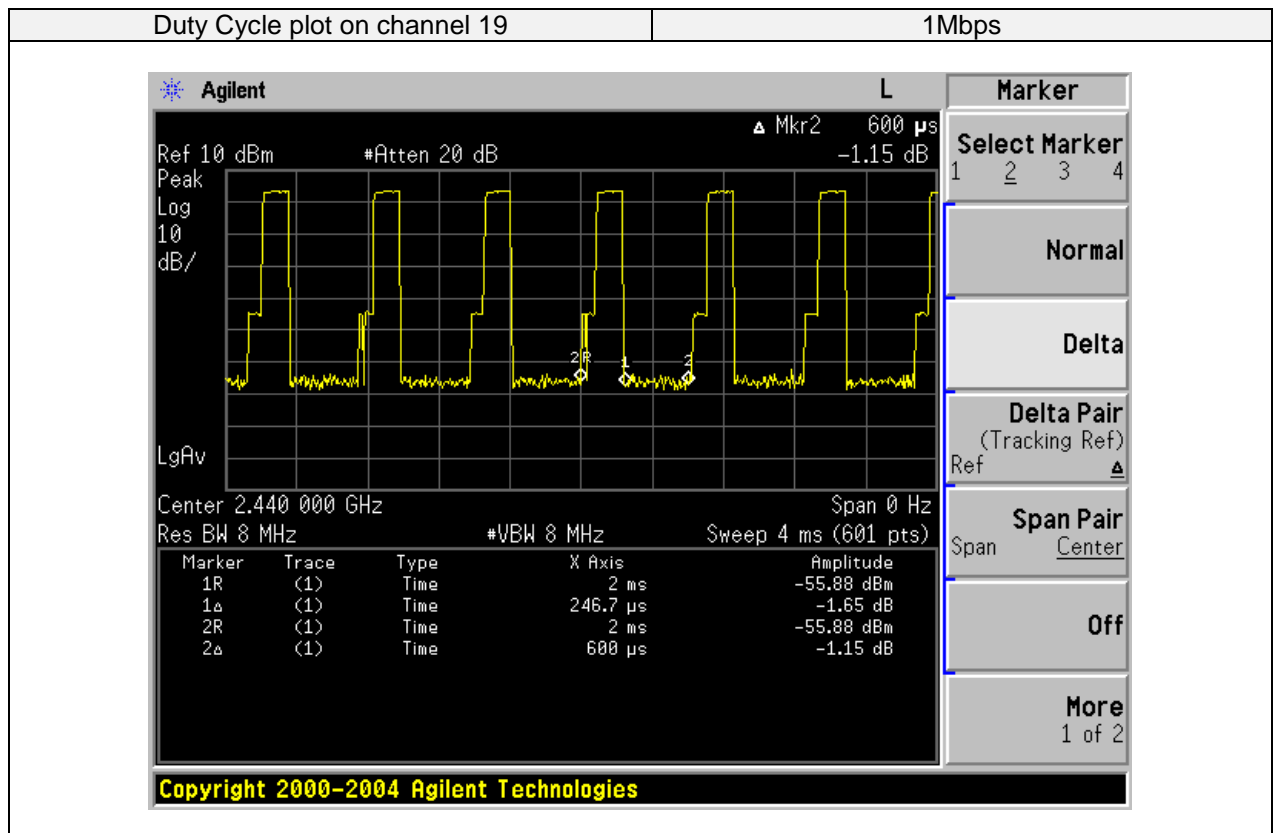 Duty Cycle plot on channel 19 1Mbps
Agilent L Marker
Δ Mkr2 600 µs
Ref 10 dBm #Atten 20 dB -1.15 dB
Peak
Log
10
dB/
2R 1 2
LgAv
Center 2.440 000 GHz Span 0 Hz
Res BW 8 MHz #VBW 8 MHz Sweep 4 ms (601 pts)
Marker Trace Type X Axis Amplitude
1R (1) Time 2 ms -55.88 dBm
1Δ (1) Time 246.7 µs -1.65 dB
2R (1) Time 2 ms -55.88 dBm
2Δ (1) Time 600 µs -1.15 dB
Select Marker
1 2 3 4
Normal
Delta
Delta Pair
(Tracking Ref)
Ref Δ
Span Pair
Span Center
Off
More
1 of 2
Copyright 2000-2004 Agilent Technologies